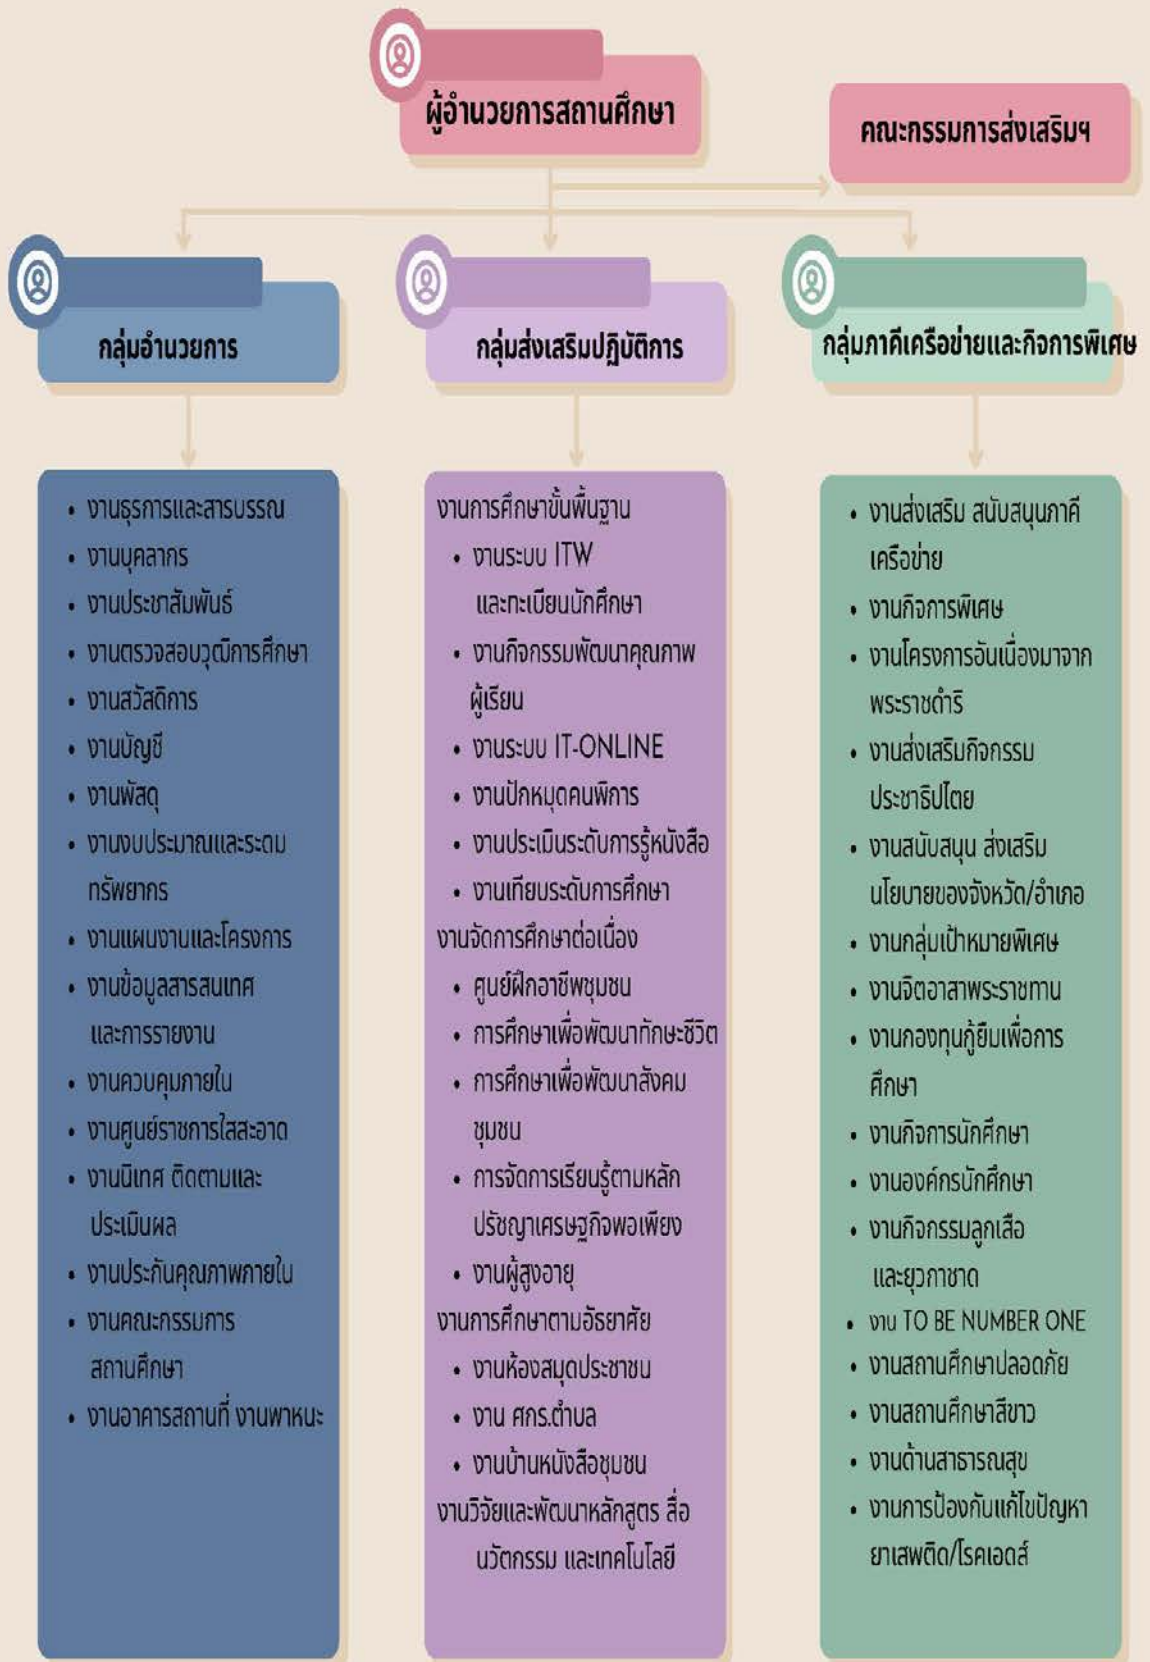 ผู้อำนวยการสถานศึกษา
คณะกรรมการส่งเสริมฯ
กลุ่มอำนวยการ
• งานธุรการและสารบรรณ
• งานบุคลากร
• งานประชาสัมพันธ์
• งานตรวจสอบวุฒิการศึกษา
• งานสวัสดิการ
• งานบัญชี
• งานพัสดุ
• งานงบประมาณและระดม
ทรัพยากร
• งานแผนงานและโครงการ
• งานข้อมูลสารสนเทศ
และการรายงาน
• งานควบคุมภายใน
• งานศูนย์ราชการใสสะอาด
• งานนิเทศ ติดตามและ
ประเมินผล
• งานประกันคุณภาพภายใน
• งานคณะกรรมการ
สถานศึกษา
• งานอาคารสถานที่ งานพาหนะ
กลุ่มส่งเสริมปฏิบัติการ
งานการศึกษาขั้นพื้นฐาน
• งานระบบ ITW
และทะเบียนนักศึกษา
• งานกิจกรรมพัฒนาคุณภาพ
ผู้เรียน
• งานระบบ IT-ONLINE
• งานปักหมุดคนพิการ
• งานประเมินระดับการรู้หนังสือ
• งานเทียบระดับการศึกษา
งานจัดการศึกษาต่อเนื่อง
• ศูนย์ฝึกอาชีพชุมชน
• การศึกษาเพื่อพัฒนาทักษะชีวิต
• การศึกษาเพื่อพัฒนาสังคม
ชุมชน
• การจัดการเรียนรู้ตามหลัก
ปรัชญาเศรษฐกิจพอเพียง
• งานผู้สูงอายุ
งานการศึกษาตามอัธยาศัย
• งานห้องสมุดประชาชน
• งาน ศกร.ตำบล
• งานบ้านหนังสือชุมชน
งานวิจัยและพัฒนาหลักสูตร สื่อ
นวัตกรรม และเทคโนโลยี
กลุ่มภาคีเครือข่ายและกิจการพิเศษ
• งานส่งเสริม สนับสนุนภาคี
เครือข่าย
• งานกิจการพิเศษ
• งานโครงการอันเนื่องมาจาก
พระราชดำริ
• งานส่งเสริมกิจกรรม
ประชาธิปไตย
• งานสนับสนุน ส่งเสริม
นโยบายของจังหวัด/อำเภอ
• งานกลุ่มเป้าหมายพิเศษ
• งานจิตอาสาพระราชทาน
• งานกองทุนกู้ยืมเพื่อการ
ศึกษา
• งานกิจการนักศึกษา
• งานองค์กรนักศึกษา
• งานกิจกรรมลูกเสือ
และยุวกาชาด
• งาน TO BE NUMBER ONE
• งานสถานศึกษาปลอดภัย
• งานสถานศึกษาสีขาว
• งานด้านสาธารณสุข
• งานการป้องกันแก้ไขปัญหา
ยาเสพติด/โรคเอดส์